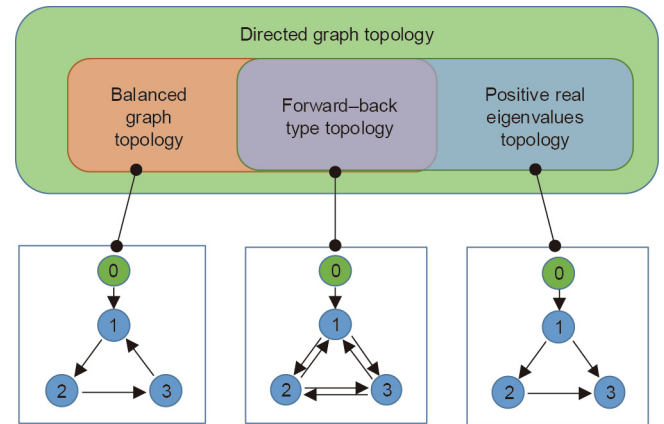 Directed graph topology
Balanced
graph
topology
Forward–back
type topology
Positive real
eigenvalues
topology
0
1
2
3
0
1
2
3
0
1
2
3